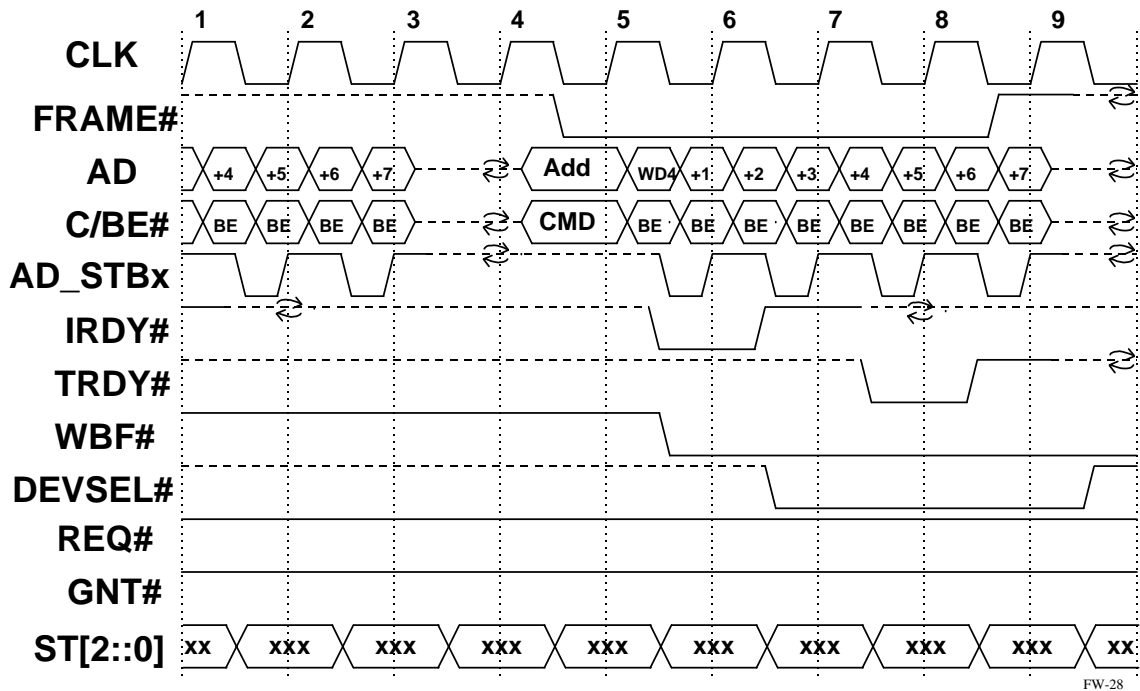 1 2 3 4 5 6 7 8 9
CLK
FRAME#
AD +4 +5 +6 +7 Add WD4 +1 +2 +3 +4 +5 +6 +7
C/BE# BE BE BE BE CMD BE BE BE BE BE BE BE BE
AD_STBx
IRDY#
TRDY#
WBF#
DEVSEL#
REQ#
GNT#
ST[2::0] xx xxx xxx xxx xxx xxx xxx xxx xxx xx
FW-28